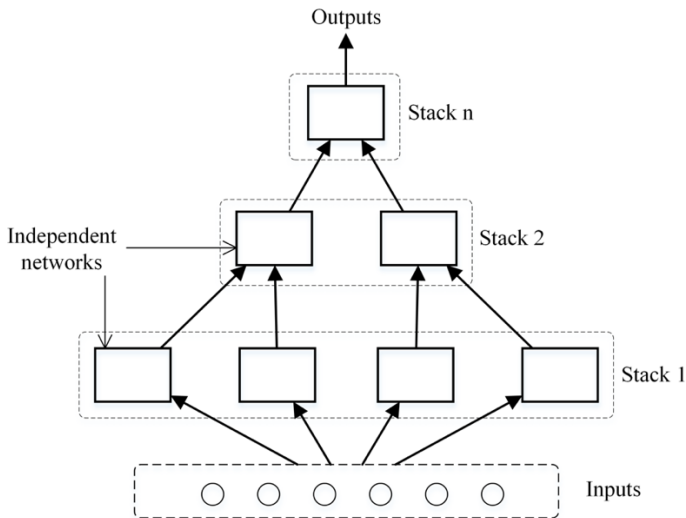 Outputs
Stack n
Independent
networks
Stack 2
Stack 1
Inputs